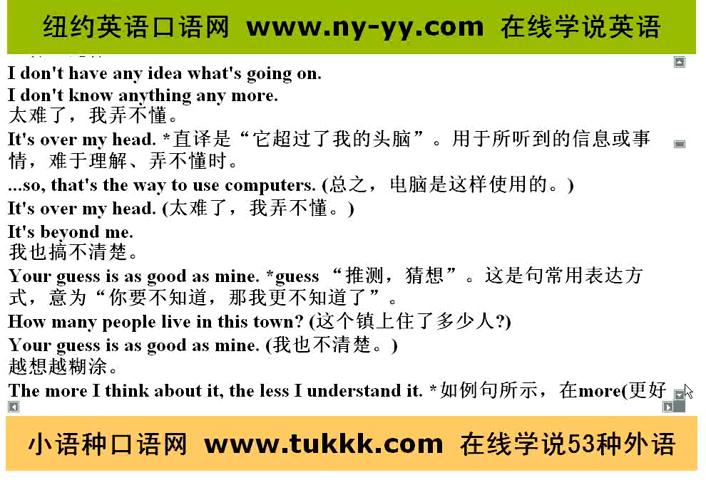 纽约英语口语网 www.ny-yy.com 在线学说英语
I don't have any idea what's going on.
I don't know anything any more.
太难了，我弄不懂。
It's over my head. *直译是“它超过了我的头脑”。用于所听到的信息或事
情，难于理解、弄不懂时。
...so, that's the way to use computers. (总之，电脑是这样使用的。)
It's over my head. (太难了，我弄不懂。)
It's beyond me.
我也搞不清楚。
Your guess is as good as mine. *guess “推测，猜想”。这是句常用表达方
式，意为“你要不知道，那我更不知道了”。
How many people live in this town? (这个镇上住了多少人?)
Your guess is as good as mine. (我也不清楚。)
越想越糊涂。
The more I think about it, the less I understand it. *如例句所示，在more(更好
小语种口语网 www.tukkk.com 在线学说53种外语